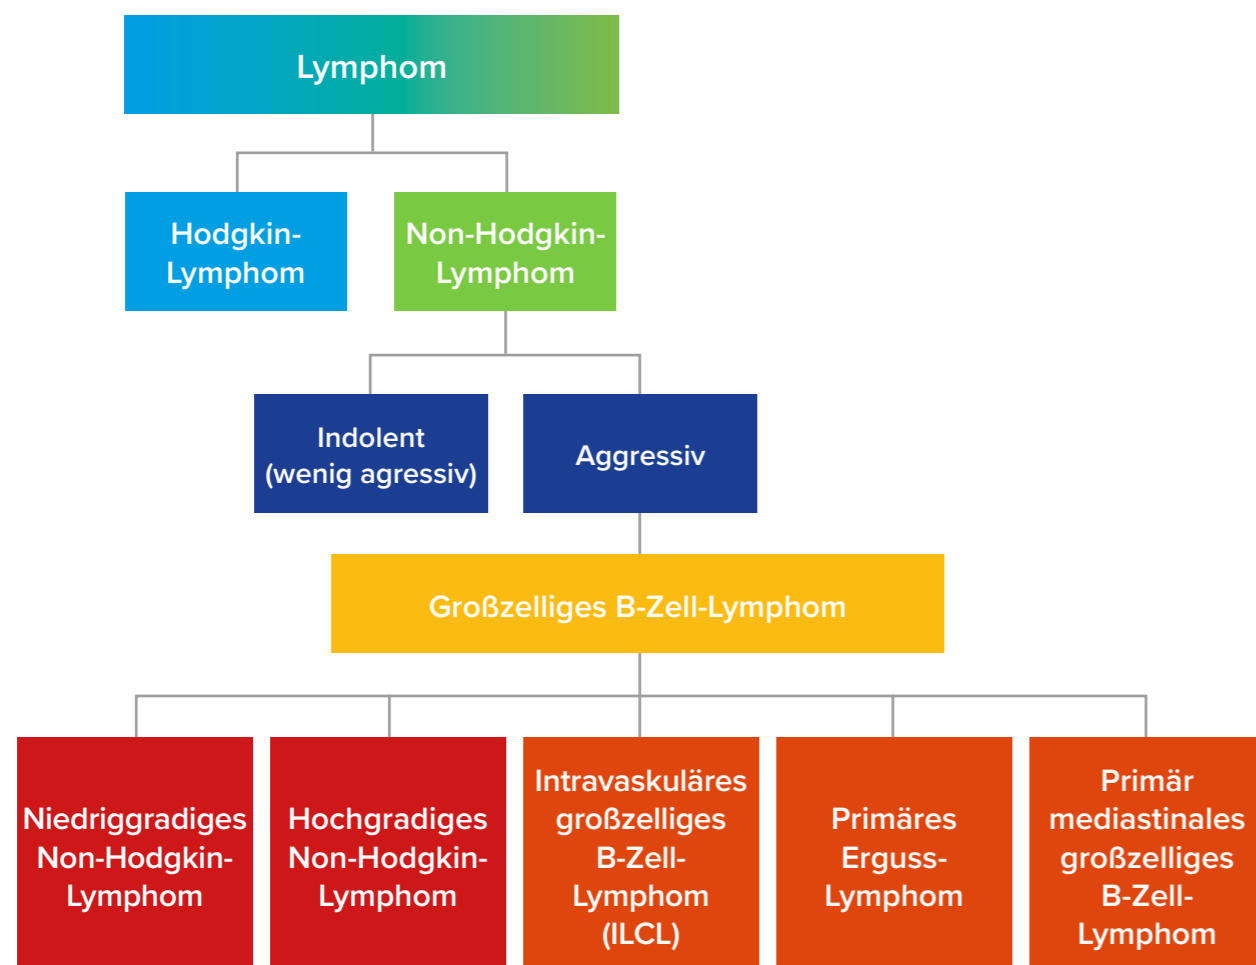 Lymphom
Hodgkin-
Lymphom
Non-Hodgkin-
Lymphom
Indolent
(wenig agressiv)
Aggressiv
Großzelliges B-Zell-Lymphom
Niedriggradiges
Non-Hodgkin-
Lymphom
Hochgradiges
Non-Hodgkin-
Lymphom
Intravaskuläres
großzelliges
B-Zell-
Lymphom
(ILCL)
Primäres
Erguss-
Lymphom
Primär
mediastinales
großzelliges
B-Zell-
Lymphom